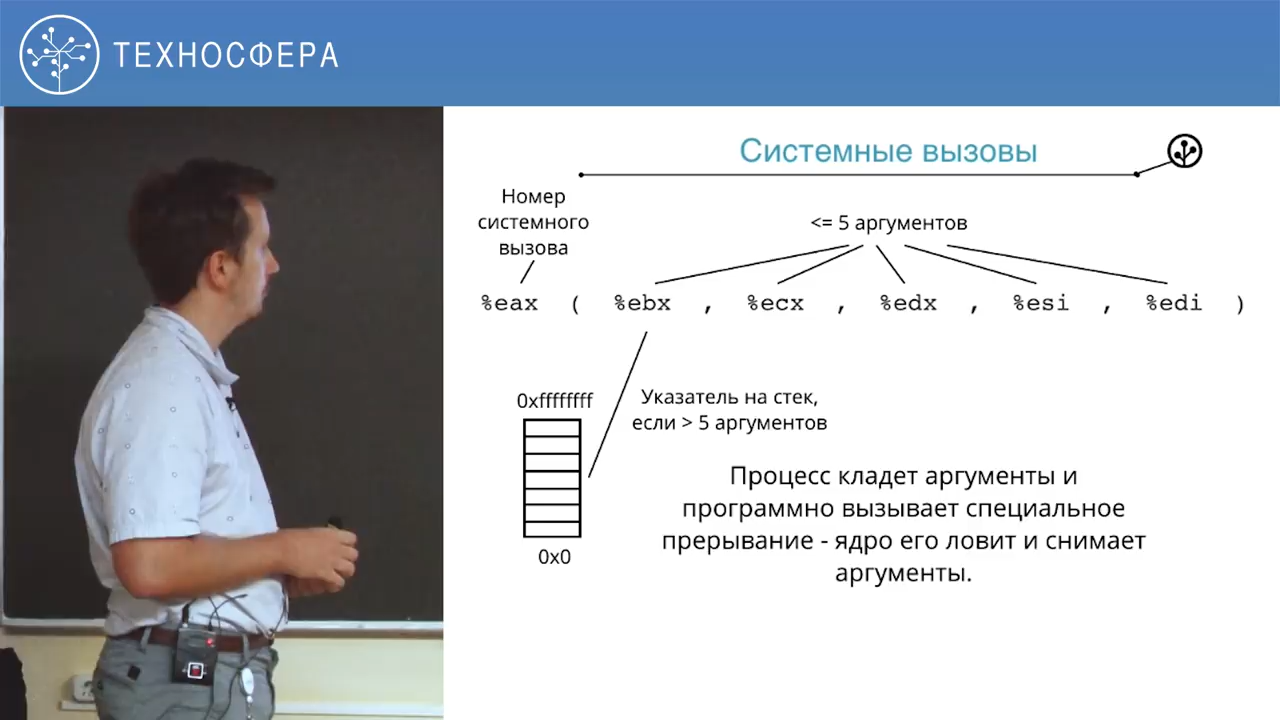 ТЕХНОСФЕРА
Системные вызовы
Номер
системного
вызова
<= 5 аргументов
%eax ( %ebx , %ecx , %edx , %esi , %edi )
0xffffffff
Указатель на стек,
если > 5 аргументов
0x0
Процесс кладет аргументы и
программно вызывает специальное
прерывание - ядро его ловит и снимает
аргументы.